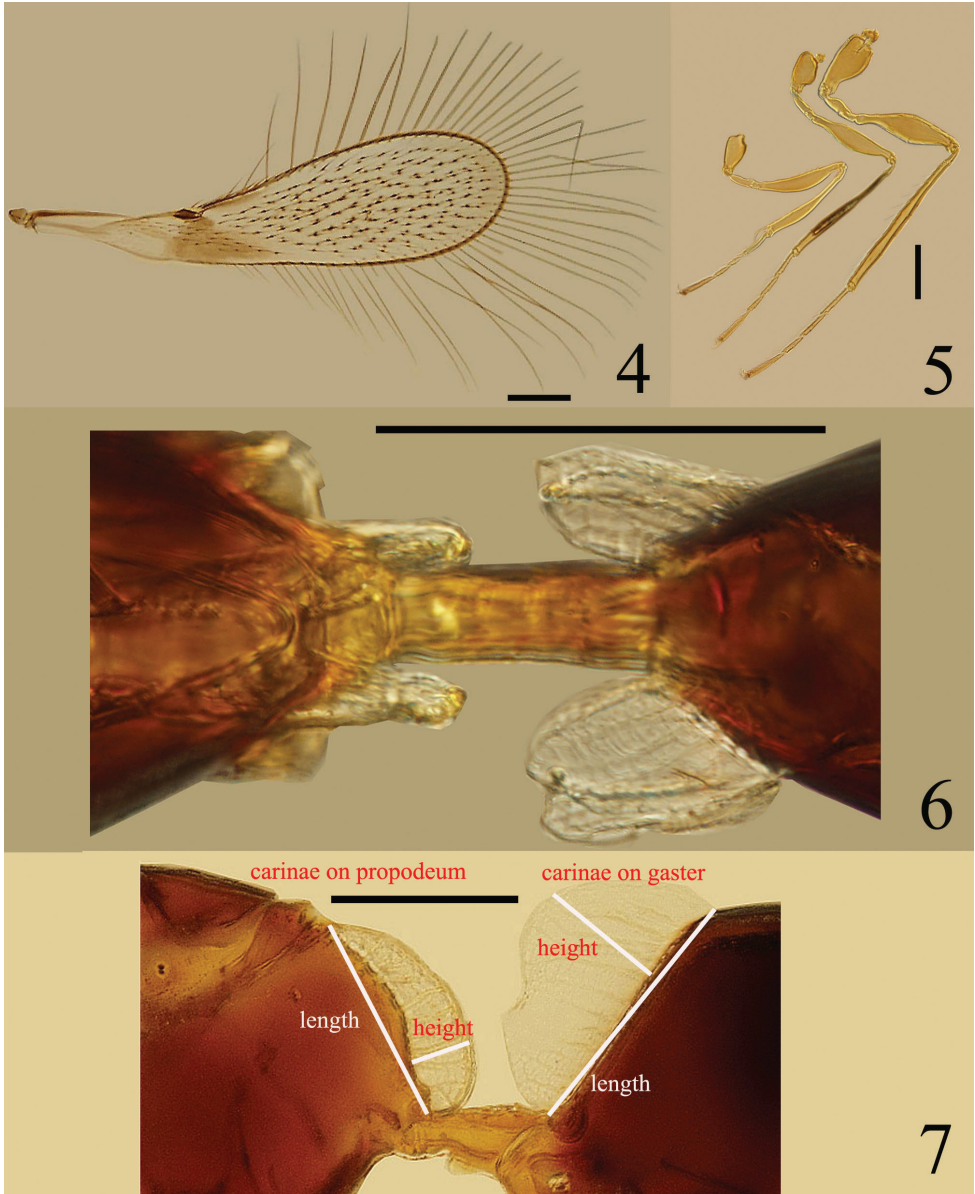 4
5
6
carinae on propodeum
carinae on gaster
height
length
height
length
7